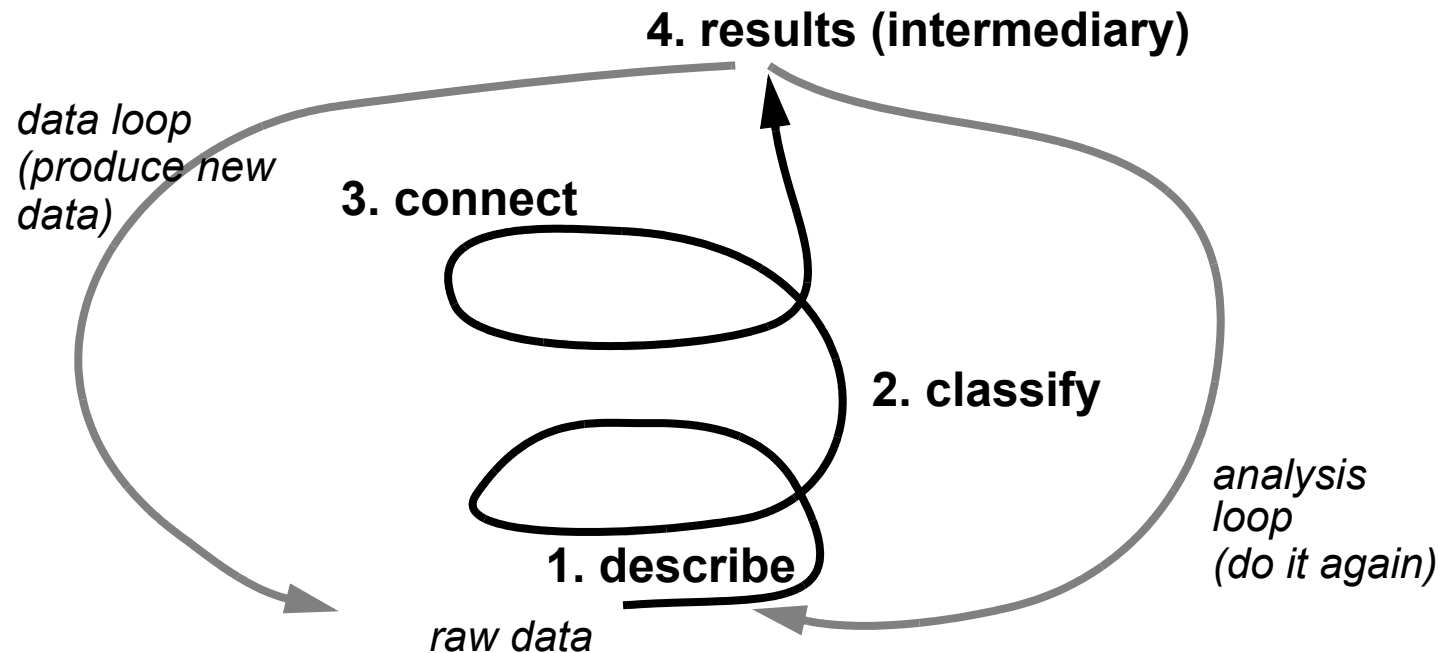 4. results (intermediary)
data loop
(produce new
data)
3. connect
2. classify
analysis
loop
(do it again)
1. describe
raw data